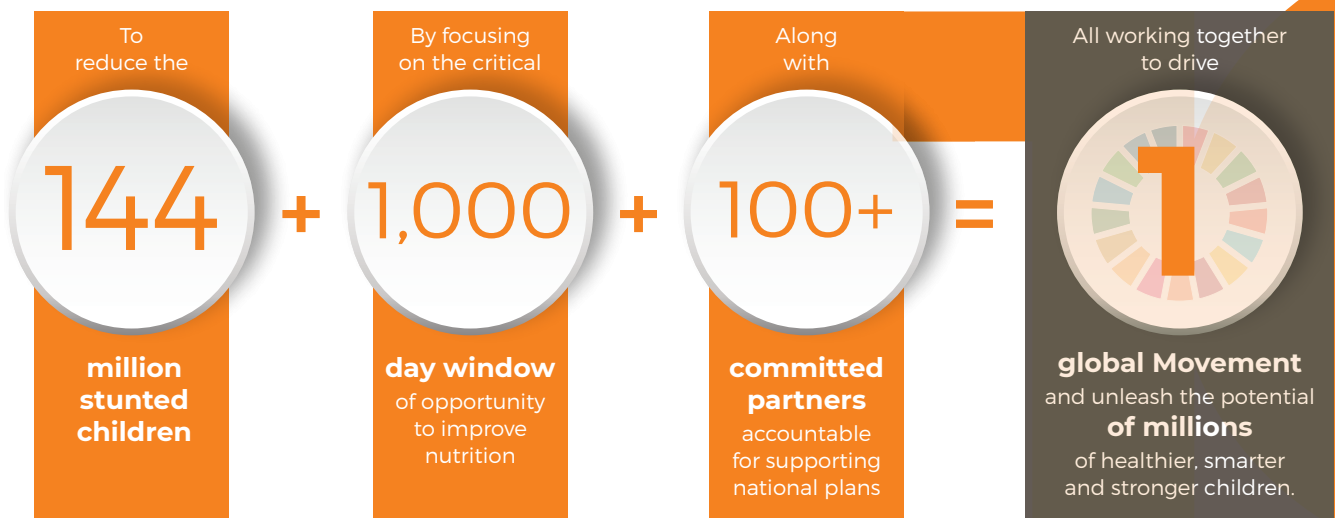 To
reduce the
144
million
stunted
children
+
By focusing
on the critical
1,000
day window
of opportunity
to improve
nutrition
+
Along
with
100+
committed
partners
accountable
for supporting
national plans
=
All working together
to drive
1
global Movement
and unleash the potential
of millions
of healthier, smarter
and stronger children.